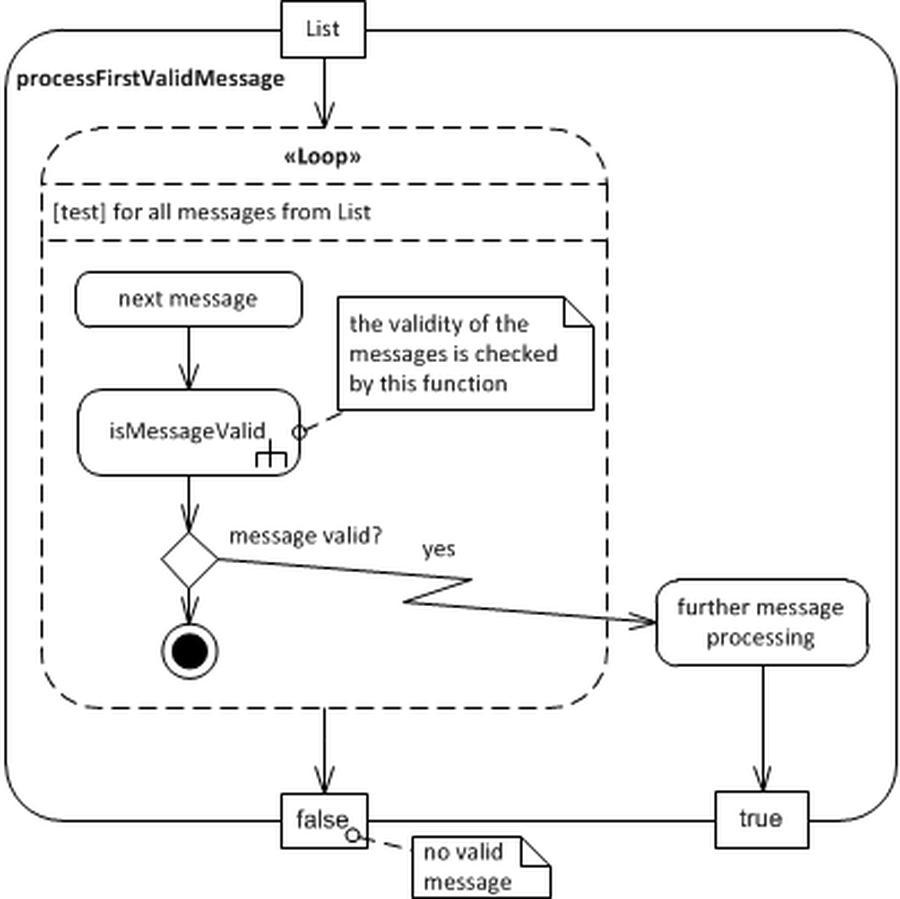 List
processFirstValidMessage
«Loop»
[test] for all messages from List
next message
the validity of the
messages is checked
by this function
isMessageValid
message valid?
yes
further message
processing
false
true
no valid
message